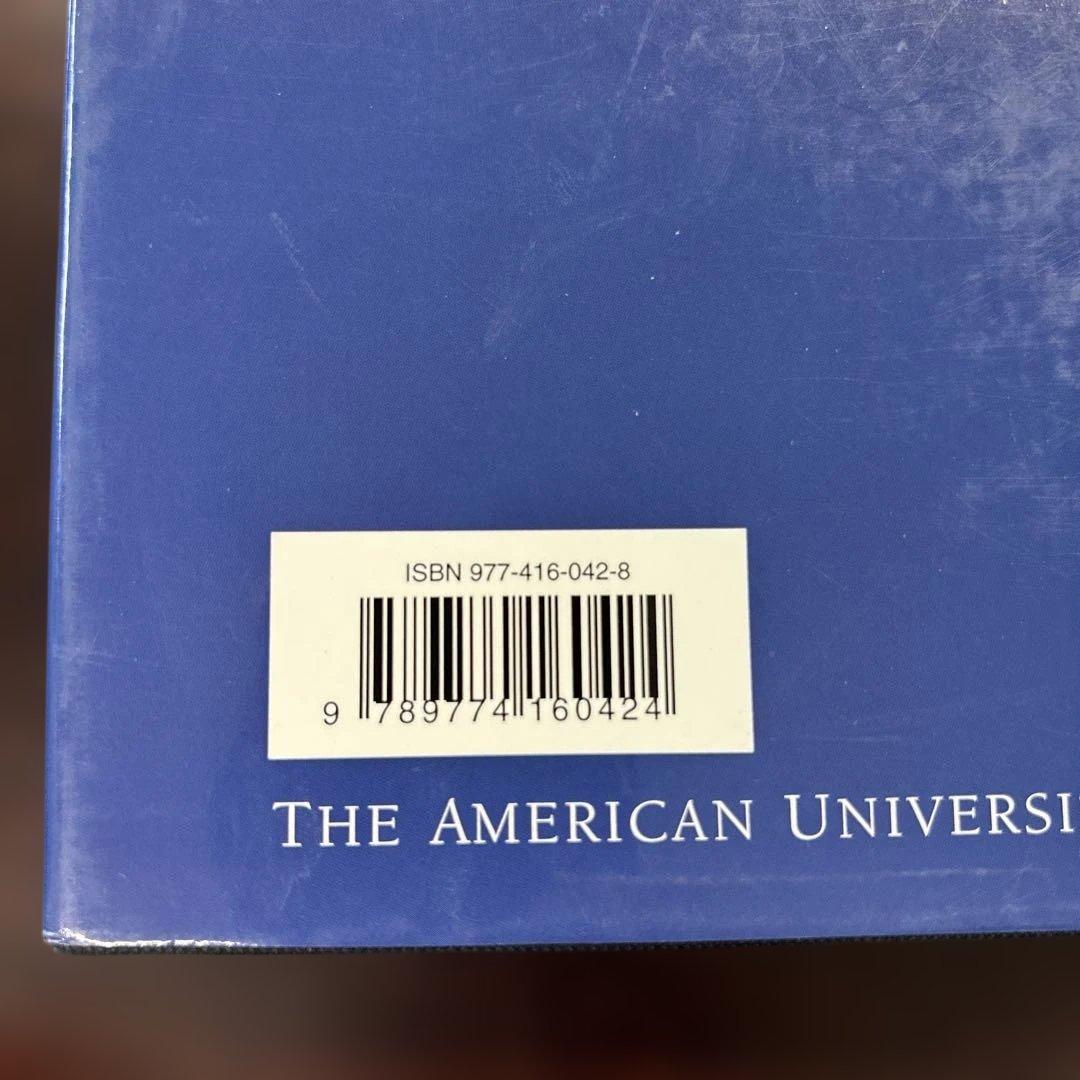 ISBN 977-416-042-8
9 789774 160424
THE AMERICAN UNIVERSI